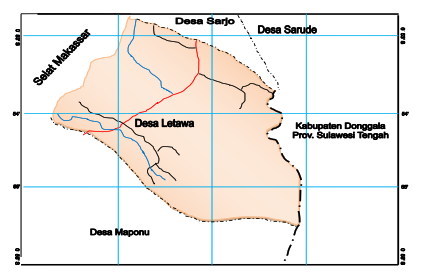 Desa Sarjo
Desa Sarude
Selat Makassar
Desa Letawa
Kabupaten Donggala
Prov. Sulawesi Tengah
Desa Maponu